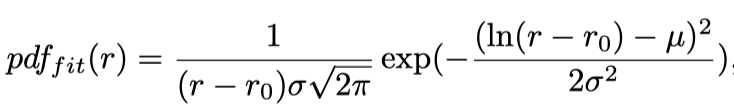 $pdf_{fit}(r) = \frac{1}{(r - r_0)\sigma\sqrt{2\pi}} \exp(-\frac{(\ln(r - r_0) - \mu)^2}{2\sigma^2}),$